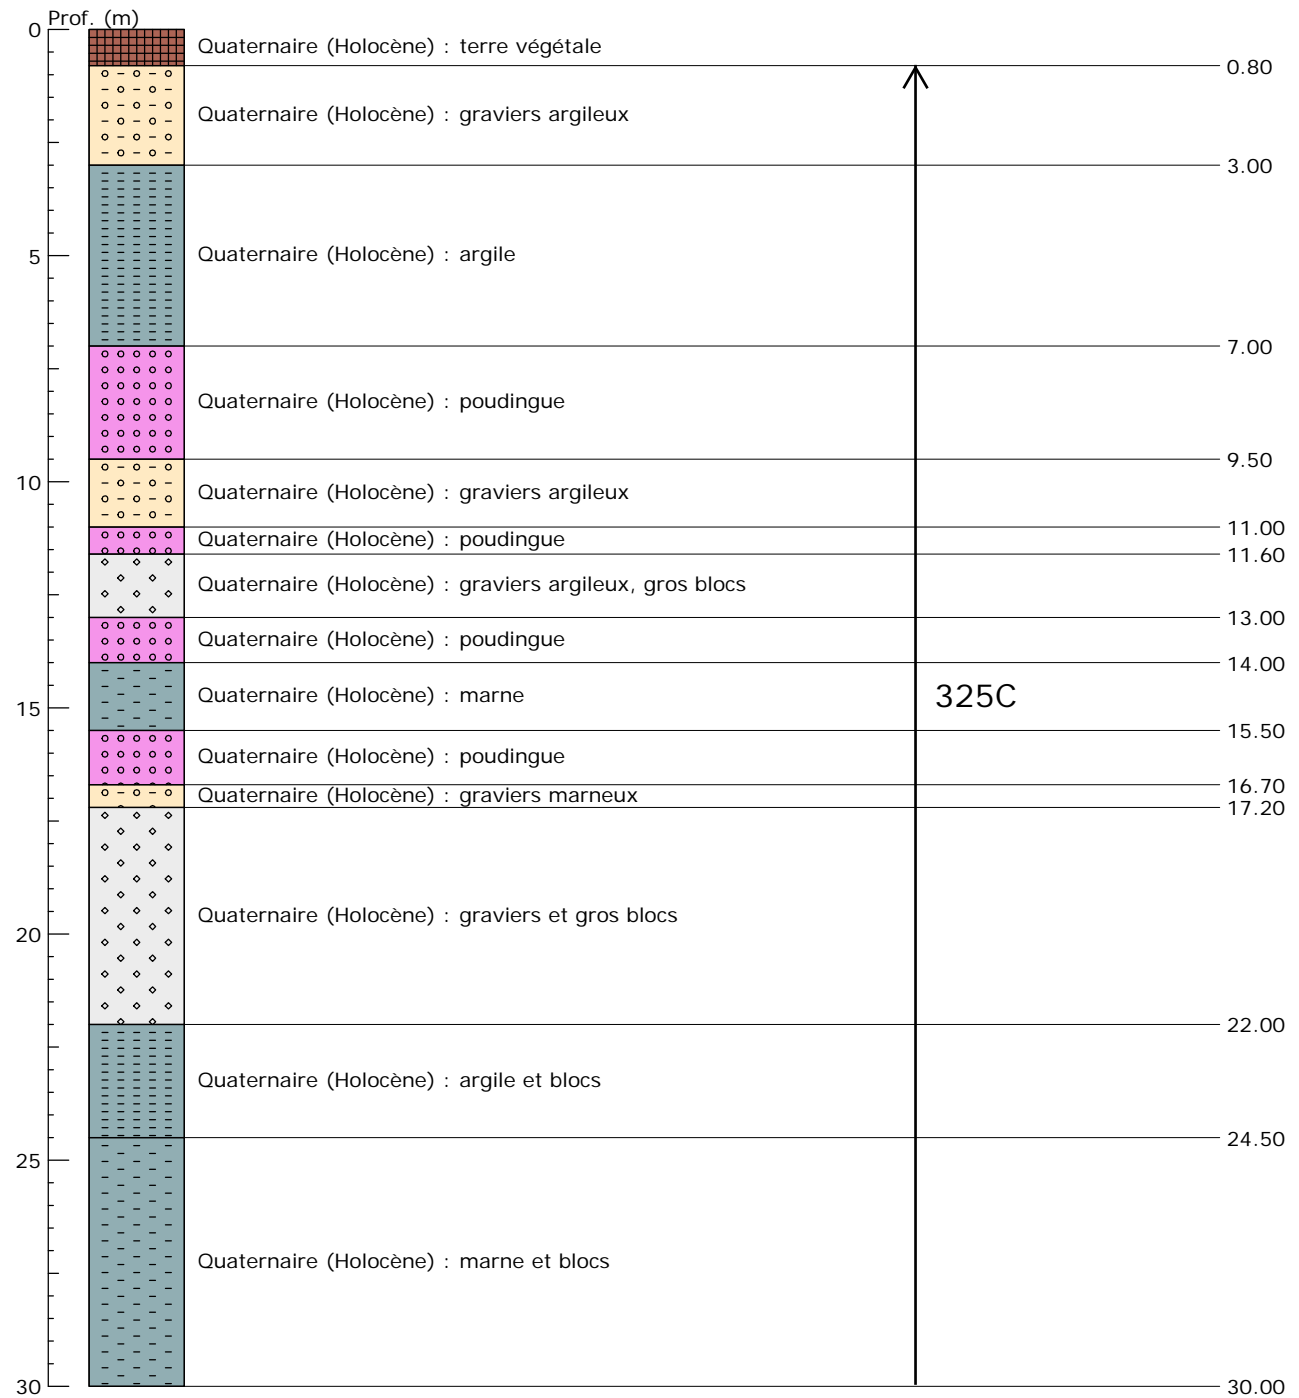 Prof. (m)
0
Quaternaire (Holocène) : terre végétale
0.80
Quaternaire (Holocène) : graviers argileux
3.00
Quaternaire (Holocène) : argile
5
7.00
Quaternaire (Holocène) : poudingue
9.50
10
Quaternaire (Holocène) : graviers argileux
11.00
Quaternaire (Holocène) : poudingue
11.60
Quaternaire (Holocène) : graviers argileux, gros blocs
13.00
Quaternaire (Holocène) : poudingue
14.00
Quaternaire (Holocène) : marne
325C
15
15.50
Quaternaire (Holocène) : poudingue
16.70
Quaternaire (Holocène) : graviers marneux
17.20
Quaternaire (Holocène) : graviers et gros blocs
20
22.00
Quaternaire (Holocène) : argile et blocs
24.50
25
Quaternaire (Holocène) : marne et blocs
30
30.00